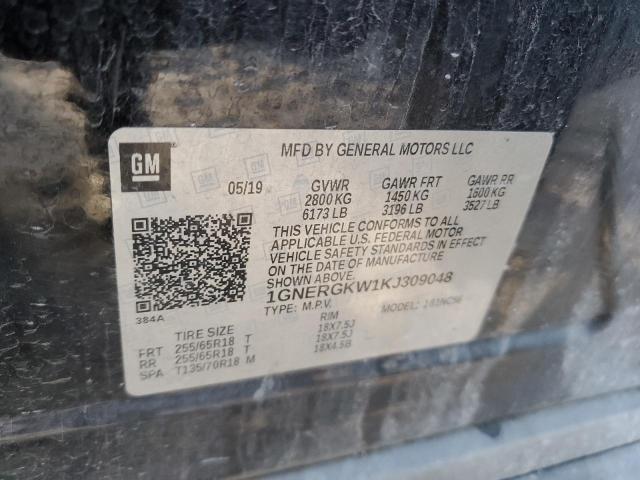 GM
MFD BY GENERAL MOTORS LLC
05/19 GVWR GAWR FRT GAWR RR
2800 KG 1450 KG 1600 KG
6173 LB 3196 LB 3527 LB
THIS VEHICLE CONFORMS TO ALL
APPLICABLE U.S. FEDERAL MOTOR
VEHICLE SAFETY STANDARDS IN EFFECT
ON THE DATE OF MANUFACTURE
SHOWN ABOVE.
1GNERGKW1KJ309048
TYPE: M.P.V. MODEL: 1S1NC56
384A
TIRE SIZE RIM
FRT 255/65R18 T 18X7.5J
RR 255/65R18 T 18X7.5J
SPA T135/70R18 M 18X4.5B